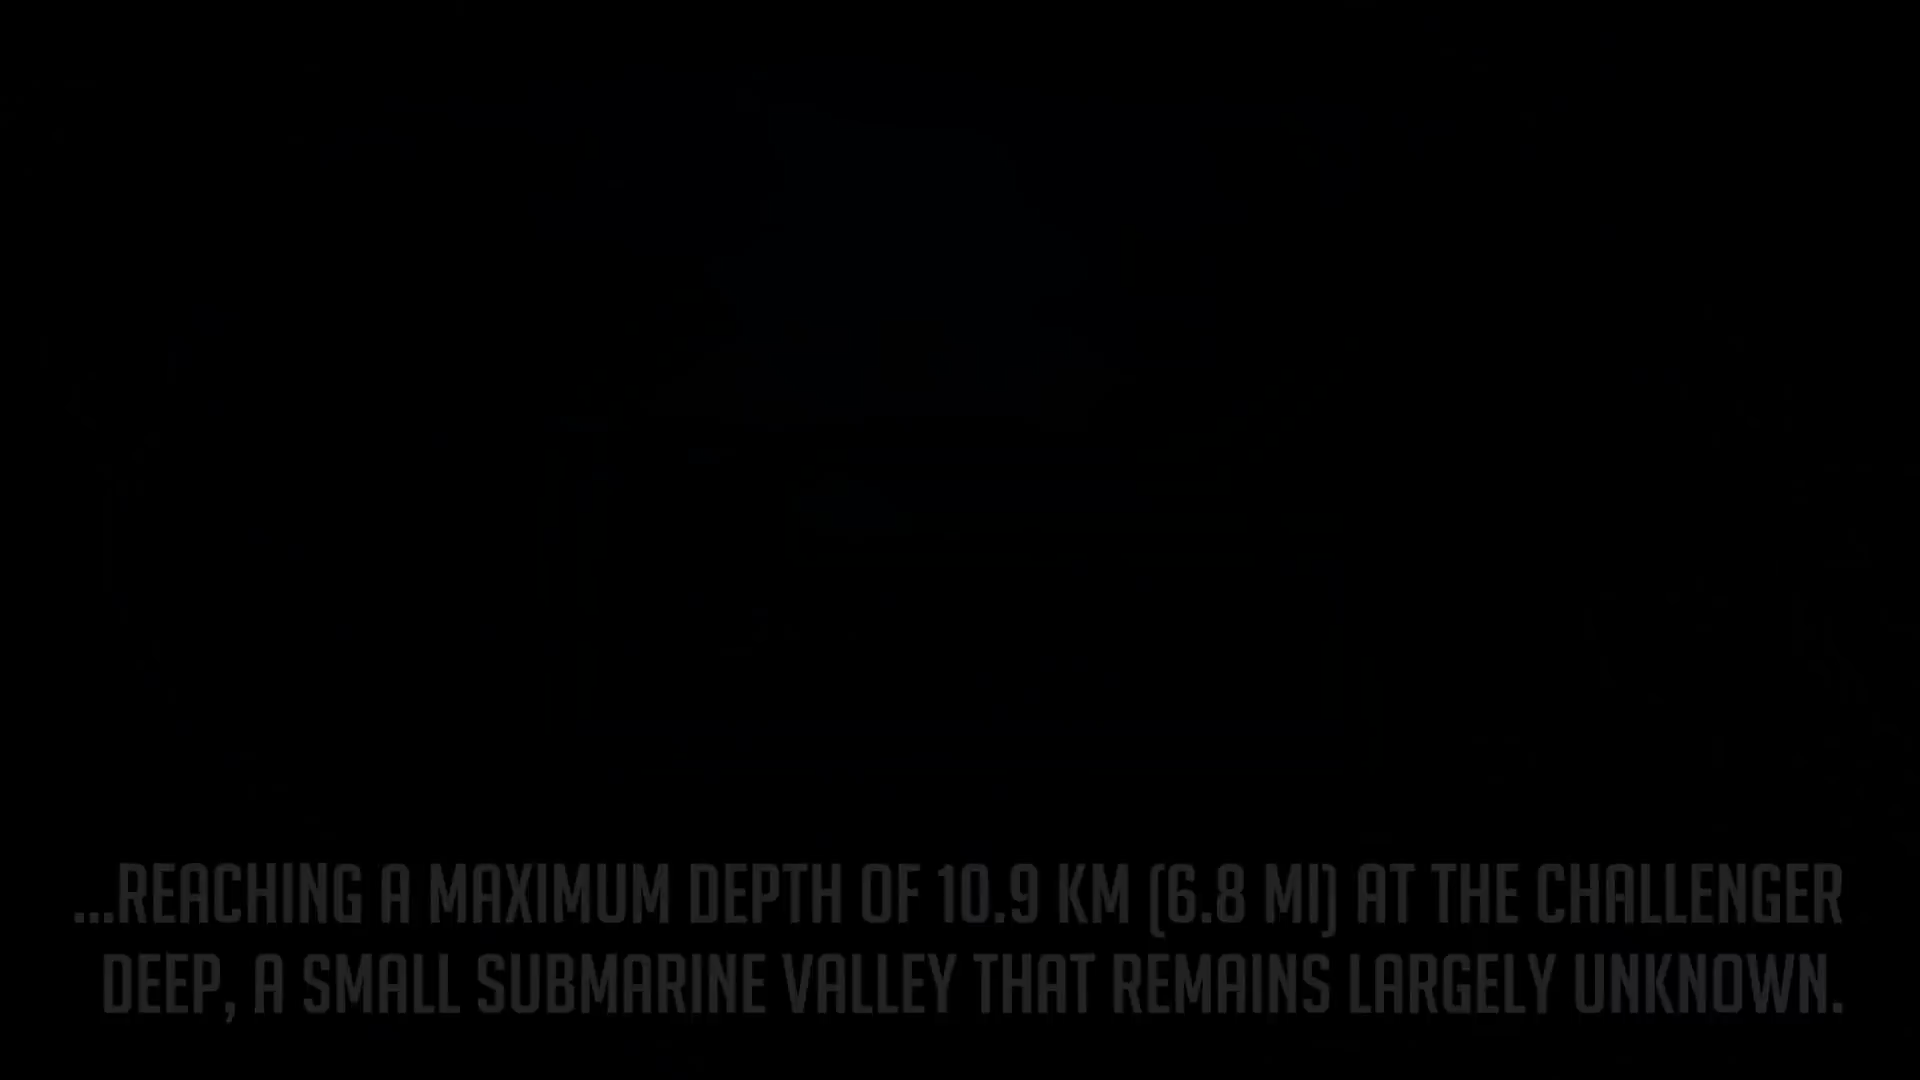 ...REACHING A MAXIMUM DEPTH OF 10.9 KM (6.8 MI) AT THE CHALLENGER
DEEP, A SMALL SUBMARINE VALLEY THAT REMAINS LARGELY UNKNOWN.